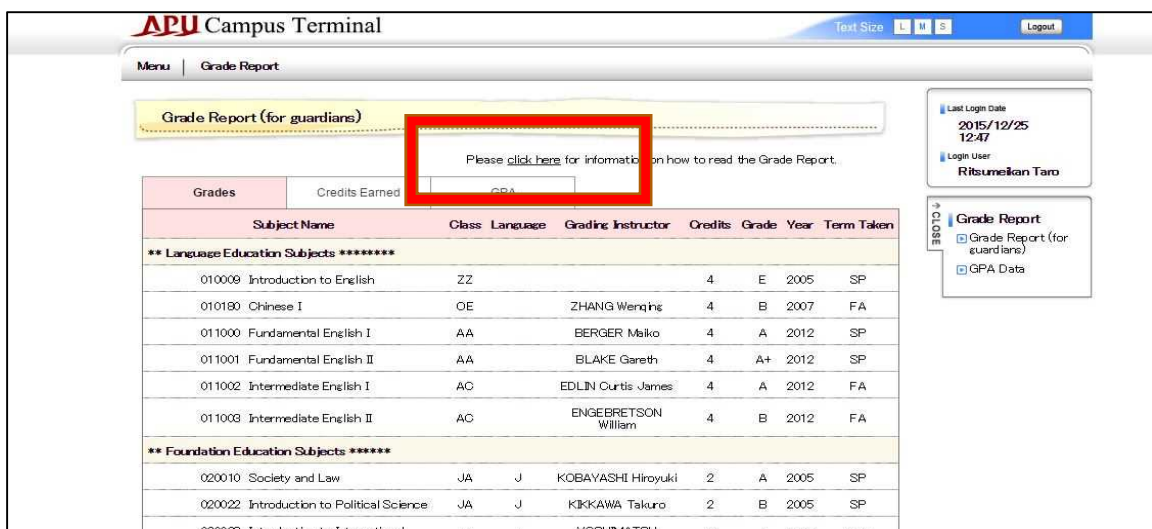 APU Campus Terminal
Text Size L M S Logout
Menu | Grade Report
Grade Report (for guardians)
Please click here for information on how to read the Grade Report.
Grades Credits Earned GPA
Subject Name Class Language Grading Instructor Credits Grade Year Term Taken
** Language Education Subjects ********
010009 Introduction to English ZZ 4 E 2005 SP
010180 Chinese I OE ZHANG Wenqing 4 B 2007 FA
011000 Fundamental English I AA BERGER Maiko 4 A 2012 SP
011001 Fundamental English II AA BLAKE Gareth 4 A+ 2012 SP
011002 Intermediate English I AC EDLIN Curtis James 4 A 2012 FA
011003 Intermediate English II AC ENGEBRETSON William 4 B 2012 FA
** Foundation Education Subjects ******
020010 Society and Law JA J KOBAYASHI Hiroyuki 2 A 2005 SP
020022 Introduction to Political Science JA J KIKKAWA Takuro 2 B 2005 SP
Last Login Date
2015/12/25
12:47
Login User
Ritsumeikan Taro
→ CLOSE
Grade Report
Grade Report (for
guardians)
GPA Data